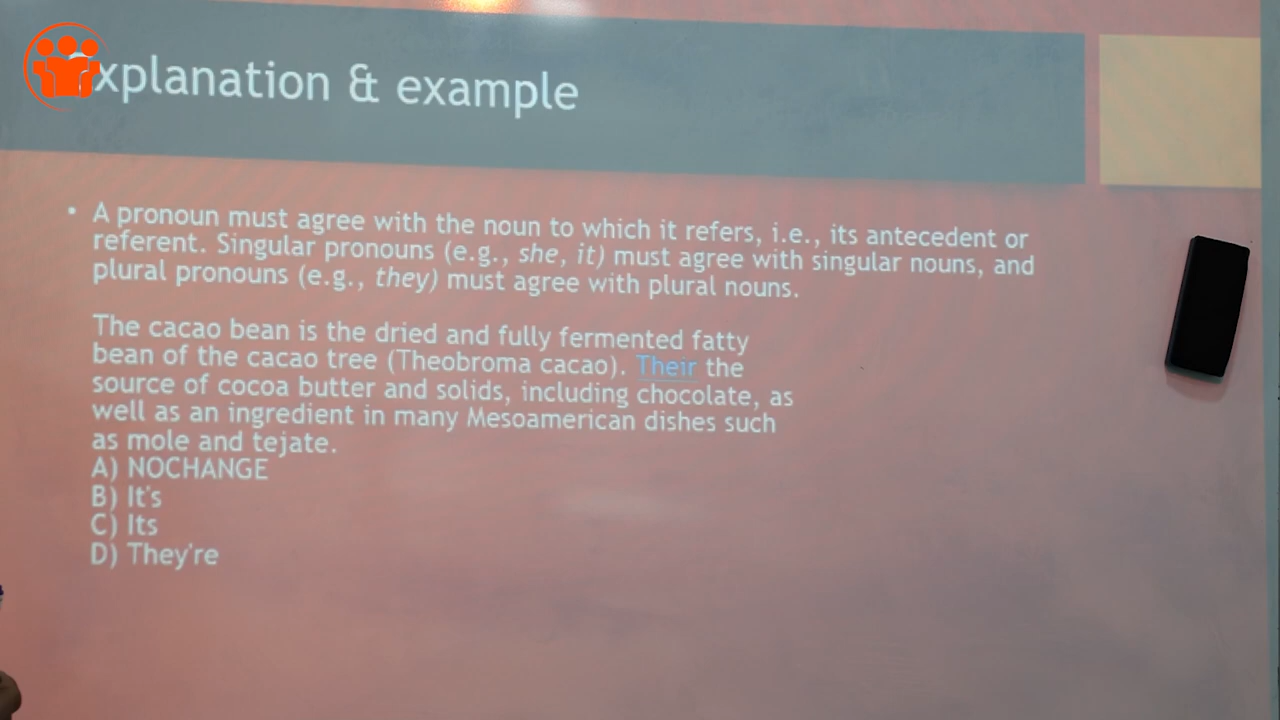 xplanation & example
• A pronoun must agree with the noun to which it refers, i.e., its antecedent or
referent. Singular pronouns (e.g., she, it) must agree with singular nouns, and
plural pronouns (e.g., they) must agree with plural nouns.
The cacao bean is the dried and fully fermented fatty
bean of the cacao tree (Theobroma cacao). Their the
source of cocoa butter and solids, including chocolate, as
well as an ingredient in many Mesoamerican dishes such
as mole and tejate.
A) NOCHANGE
B) It's
C) Its
D) They're